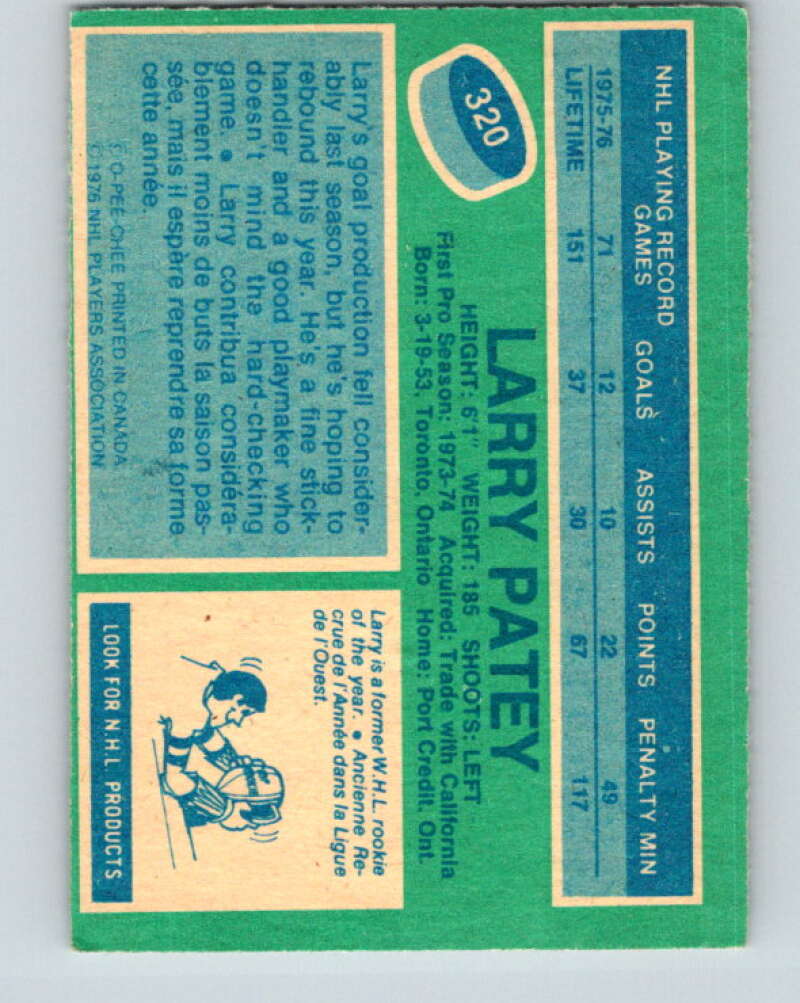 NHL PLAYING RECORD
GAMES GOALS ASSISTS POINTS PENALTY MIN
1975-76 71 12 10 22 49
LIFETIME 151 37 30 67 117
320
LARRY PATEY
HEIGHT: 6'1" WEIGHT: 185 SHOOTS: LEFT
First Pro Season: 1973-74 Acquired: Trade with California
Born: 3-19-53, Toronto, Ontario Home: Port Credit, Ont.
Larry's goal production fell consider-
ably last season, but he's hoping to
rebound this year. He's a fine stick-
handler and a good playmaker who
doesn't mind the hard-checking
game. • Larry contribua considéra-
blement moins de buts la saison pas-
sée, mais il espère reprendre sa forme
cette année.
© O-PEE-CHEE PRINTED IN CANADA
© 1976 NHL PLAYERS ASSOCIATION
Larry is a former W.H.L. rookie
of the year. • Ancienne Re-
crue de l'Année dans la Ligue
de l'Ouest.
LOOK FOR N.H.L. PRODUCTS